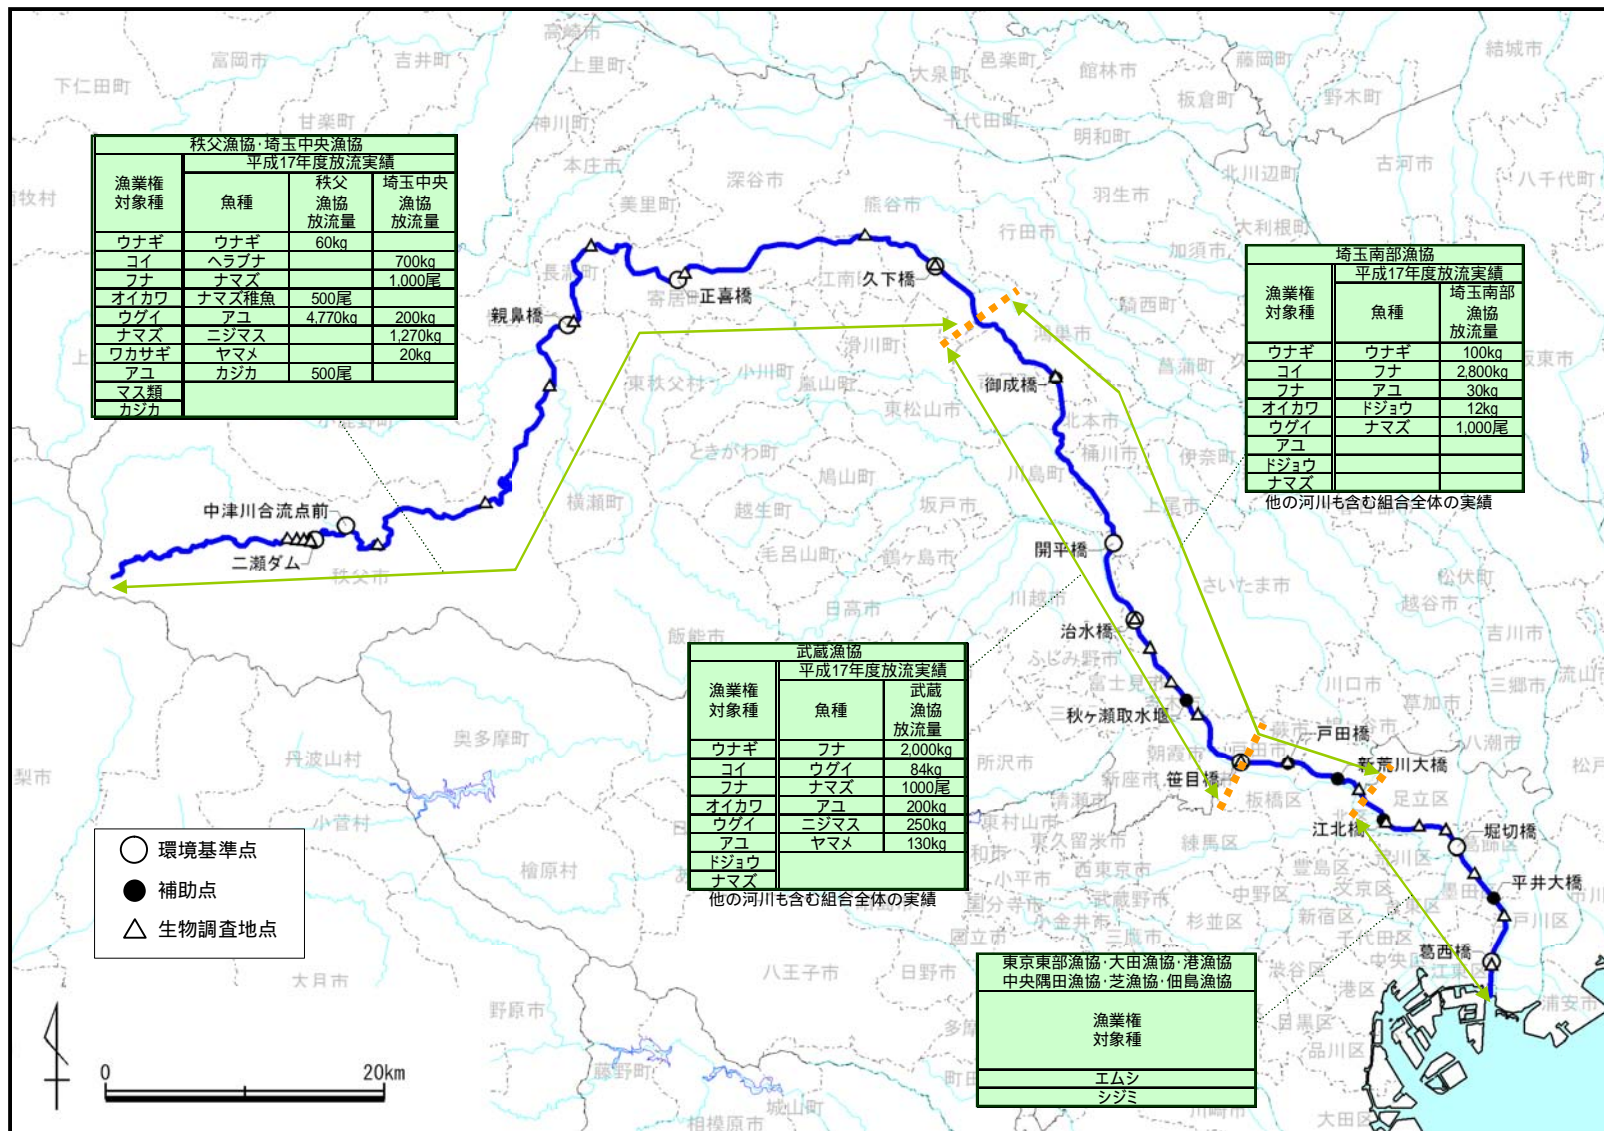 高崎市
富岡市
吉井町
上里町
大泉町
邑楽町
館林市
藤岡町
結城市
下仁田町
甘楽町
神川町
千代田町
明和町
板倉町
野木町
本庄市
深谷市
美里町
熊谷市
行田市
羽生市
北川辺町
大利根町
加須市
古河市
八千代町
秩父漁協・埼玉中央漁協
漁業権対象種
平成17年度放流実績
魚種 秩父漁協放流量 埼玉中央漁協放流量
ウナギ ウナギ 60kg
コイ ヘラブナ 700kg
フナ ナマズ 1,000尾
オイカワ ナマズ稚魚 500尾
ウグイ アユ 4,770kg 200kg
ナマズ ニジマス 1,270kg
ワカサギ ヤマメ 20kg
アユ カジカ 500尾
マス類
カジカ
埼玉南部漁協
漁業権対象種
平成17年度放流実績
魚種 埼玉南部漁協放流量
ウナギ ウナギ 100kg
コイ フナ 2,800kg
フナ アユ 30kg
オイカワ ドジョウ 12kg
ウグイ ナマズ 1,000尾
アユ
ドジョウ
ナマズ
他の河川も含む組合全体の実績
久下橋
正喜橋
親鼻橋
寄居町
騎西町
鴻巣市
滑川町
小川町
嵐山町
東秩父村
東松山市
御成橋
菖蒲町
北本市
桶川市
伊奈町
小鹿野町
ときがわ町
鳩山町
川島町
坂戸市
上尾市
横瀬町
越生町
中津川合流点前
二瀬ダム
秩父市
毛呂山町
鶴ヶ島市
開平橋
さいたま市
松伏町
越谷市
日高市
川越市
治水橋
飯能市
ふじみ野市
富士見市
吉川市
三郷市
川口市
草加市
八潮市
武蔵漁協
漁業権対象種
平成17年度放流実績
魚種 武蔵漁協放流量
ウナギ フナ 2,000kg
コイ ウグイ 84kg
フナ ナマズ 1000尾
オイカワ アユ 200kg
ウグイ ニジマス 250kg
アユ ヤマメ 130kg
ドジョウ
ナマズ
他の河川も含む組合全体の実績
秋ヶ瀬取水堰
戸田橋
所沢市
朝霞市
新座市
笹目橋
新荒川大橋
清瀬市
板橋区
足立区
東村山市
東久留米市
練馬区
江北橋
堀切橋
葛飾区
荒川区
小平市
西東京市
豊島区
文京区
墨田区
平井大橋
国分寺市
武蔵野市
小金井市
中野区
杉並区
新宿区
千代田区
国立市
三鷹市
中央区
江東区
葛西橋
渋谷区
港区
浦安市
目黒区
品川区
丹波山村
奥多摩町
小菅村
檜原村
大月市
八王子市
日野市
藤野町
城山町
相模原市
川崎市
大田区
環境基準点
補助点
生物調査地点
東京東部漁協・大田漁協・港漁協
中央隅田漁協・芝漁協・佃島漁協
漁業権
対象種
エムシ
シジミ
0 20km